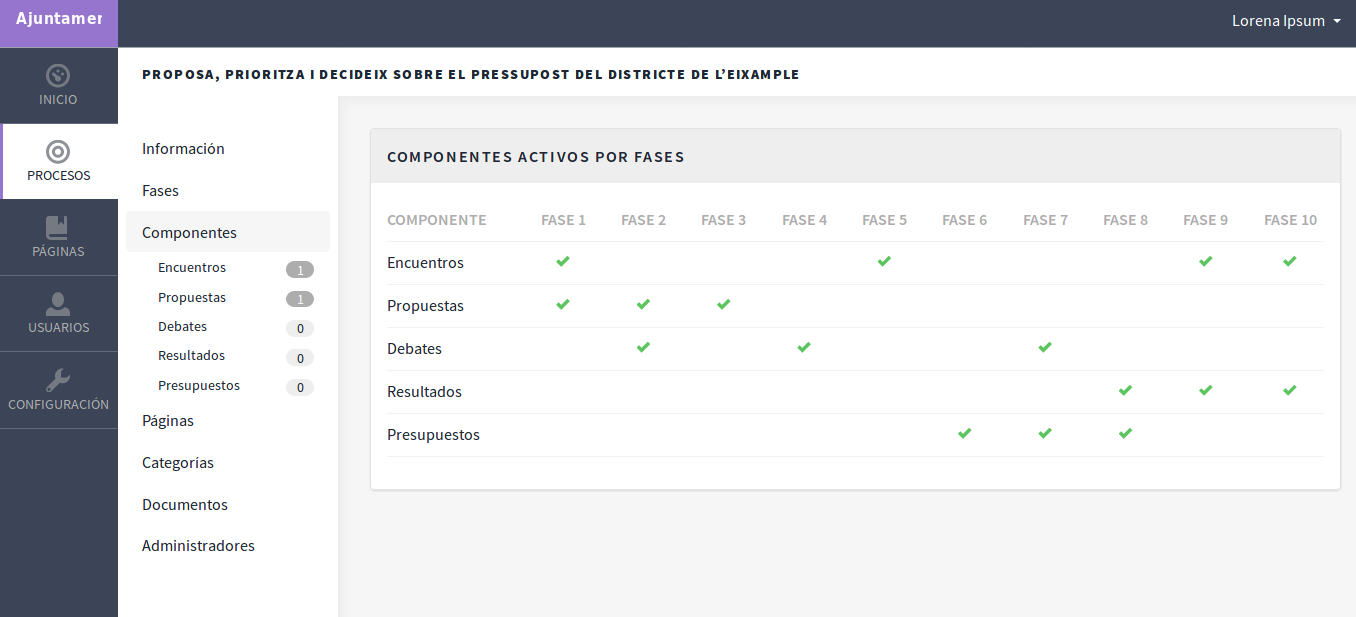 Ajuntamen
Lorena Ipsum
INICIO
PROCESOS
PÁGINAS
USUARIOS
CONFIGURACIÓN
PROPOSA, PRIORITZA I DECIDEIX SOBRE EL PRESSUPOST DEL DISTRICTE DE L’EIXAMPLE
Información
Fases
Componentes
Encuentros 1
Propuestas 1
Debates 0
Resultados 0
Presupuestos 0
Páginas
Categorías
Documentos
Administradores
COMPONENTES ACTIVOS POR FASES
COMPONENTE FASE 1 FASE 2 FASE 3 FASE 4 FASE 5 FASE 6 FASE 7 FASE 8 FASE 9 FASE 10
Encuentros
Propuestas
Debates
Resultados
Presupuestos